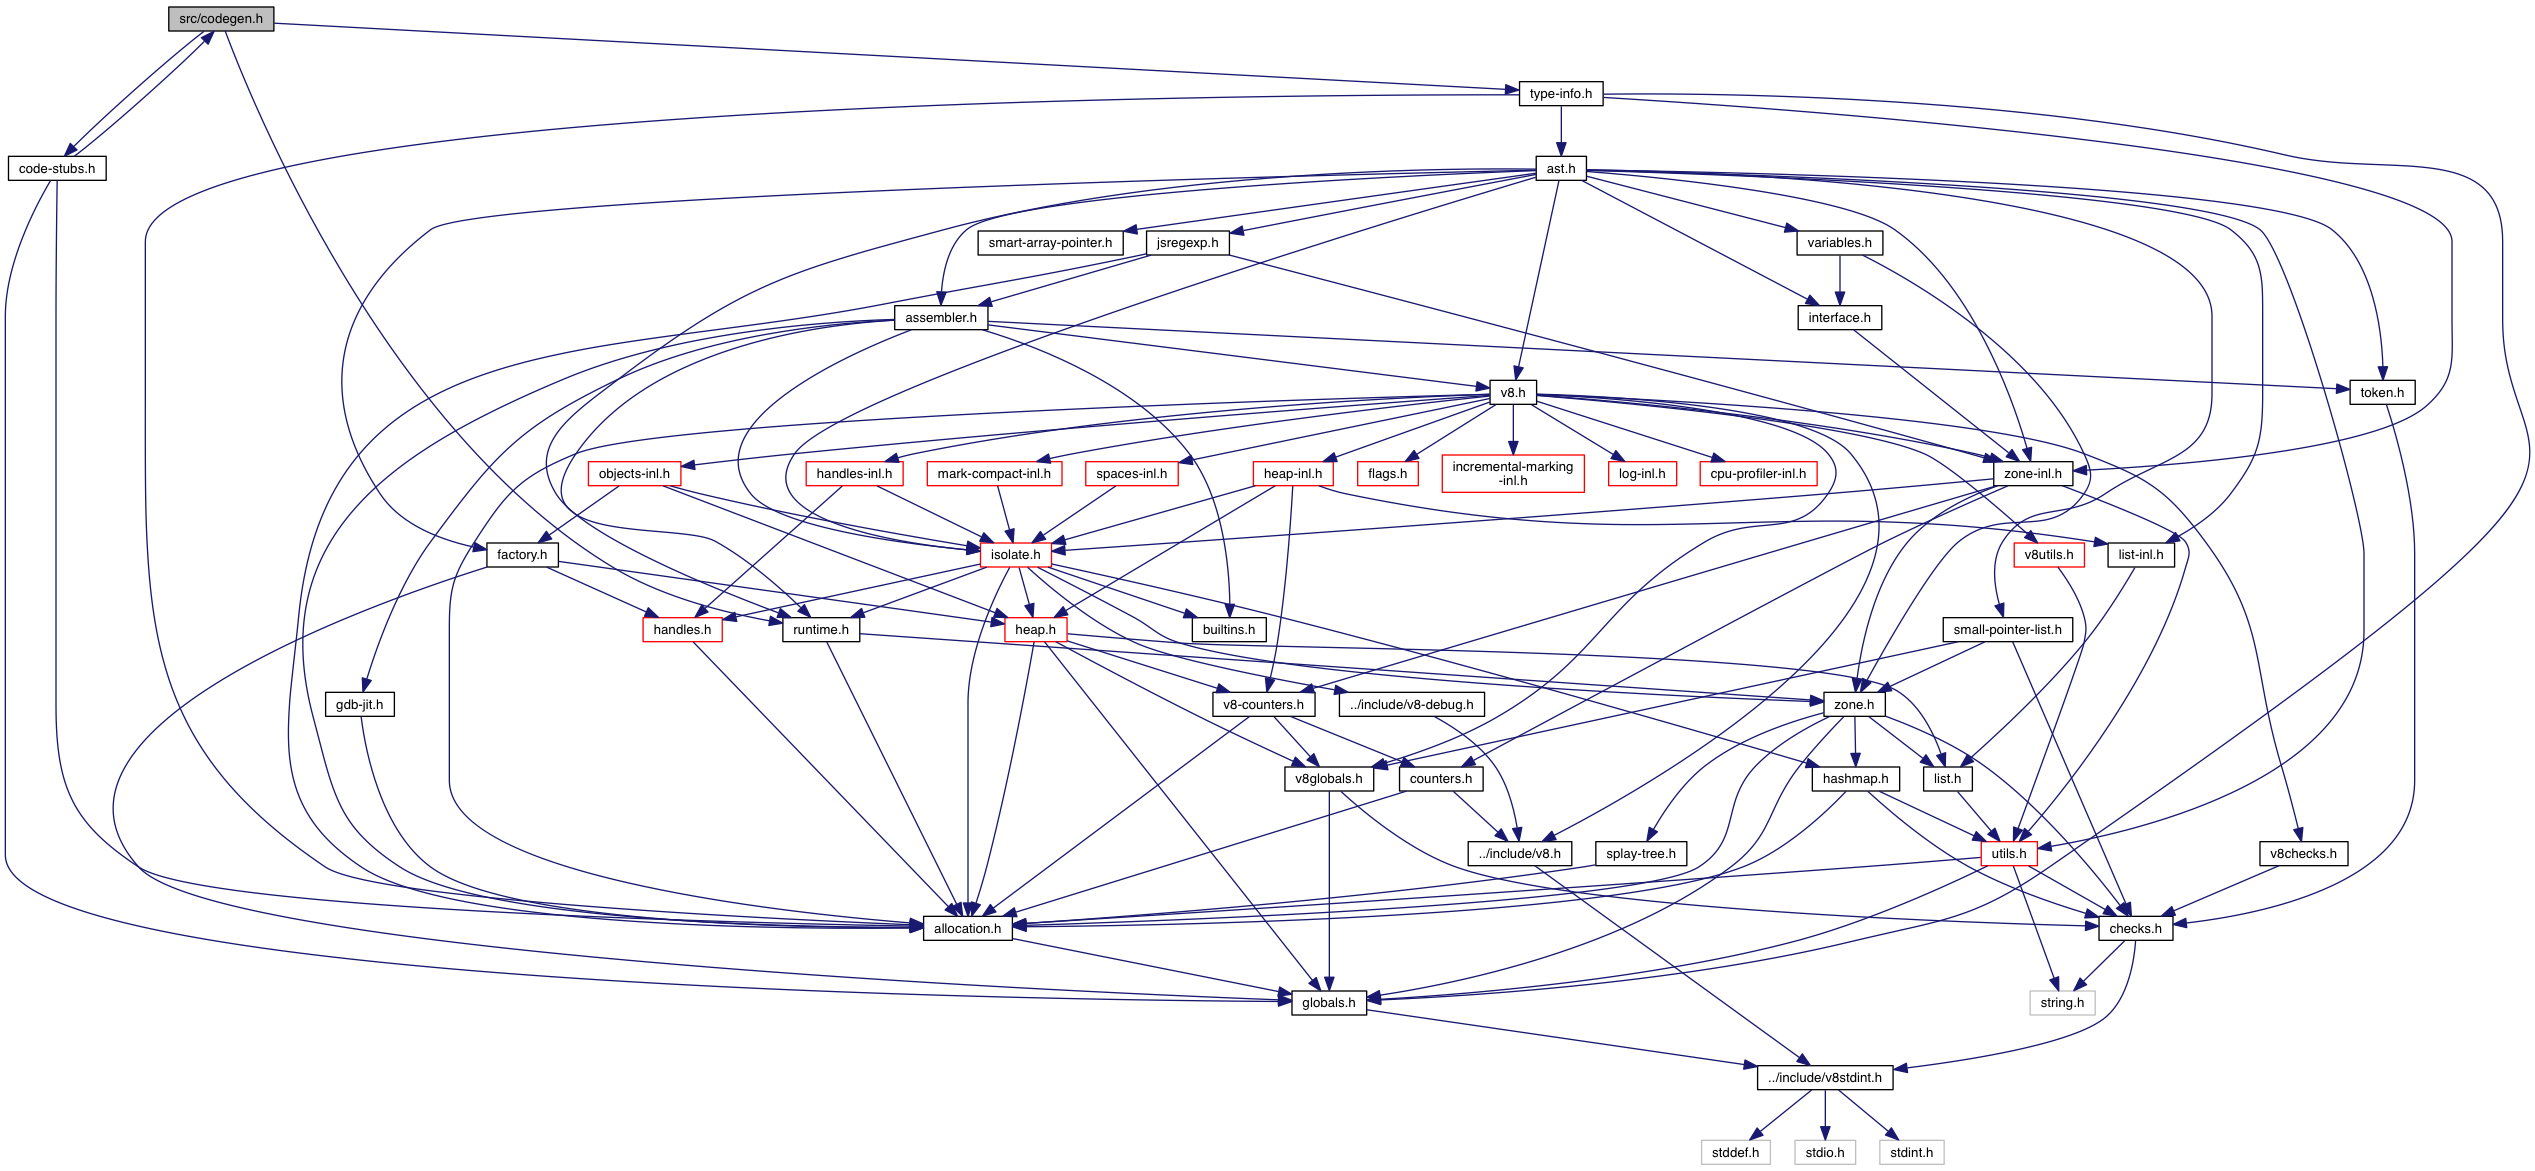 src/codegen.h
type-info.h
code-stubs.h
ast.h
smart-array-pointer.h
jsregexp.h
variables.h
assembler.h
interface.h
v8.h
token.h
objects-inl.h
handles-inl.h
mark-compact-inl.h
spaces-inl.h
heap-inl.h
flags.h
incremental-marking
-inl.h
log-inl.h
cpu-profiler-inl.h
zone-inl.h
factory.h
isolate.h
v8utils.h
list-inl.h
handles.h
runtime.h
heap.h
builtins.h
small-pointer-list.h
gdb-jit.h
v8-counters.h
../include/v8-debug.h
zone.h
v8globals.h
counters.h
hashmap.h
list.h
../include/v8.h
splay-tree.h
utils.h
v8checks.h
allocation.h
checks.h
globals.h
string.h
../include/v8stdint.h
stddef.h
stdio.h
stdint.h